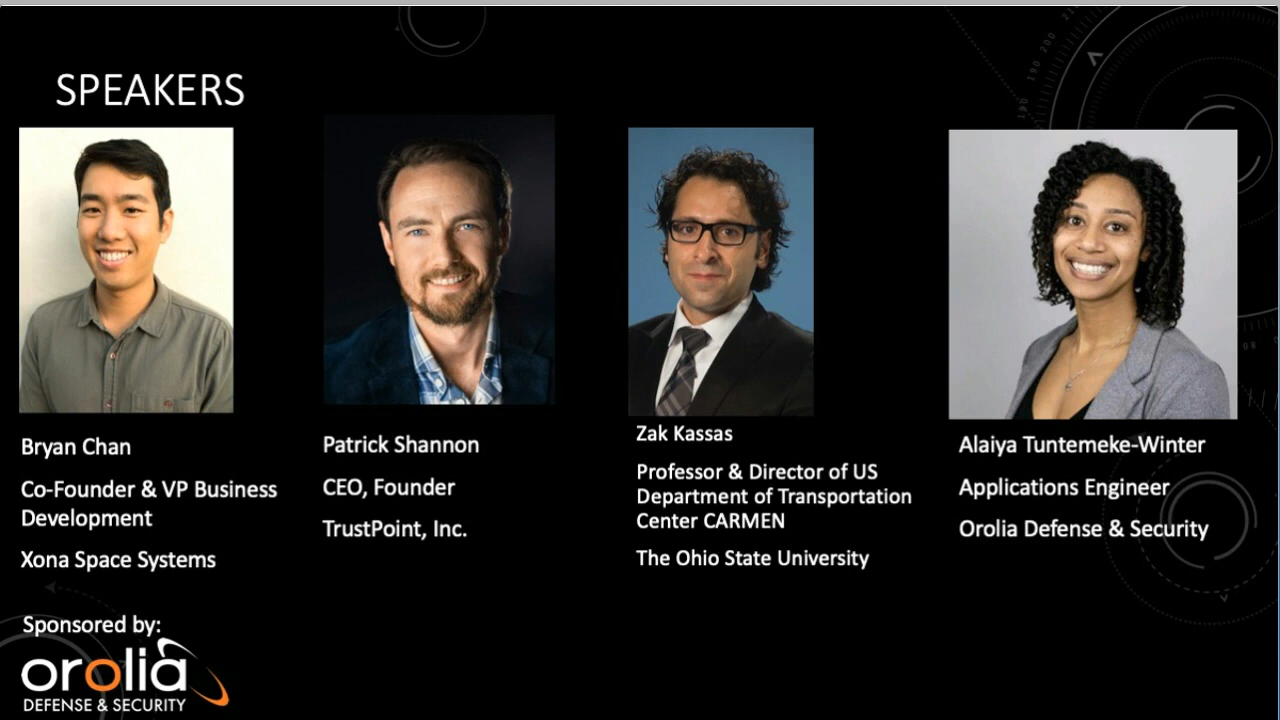 SPEAKERS
Bryan Chan
Co-Founder & VP Business
Development
Xona Space Systems
Patrick Shannon
CEO, Founder
TrustPoint, Inc.
Zak Kassas
Professor & Director of US
Department of Transportation
Center CARMEN
The Ohio State University
Alaiya Tuntemeke-Winter
Applications Engineer
Orolia Defense & Security
Sponsored by:
orolia
DEFENSE & SECURITY